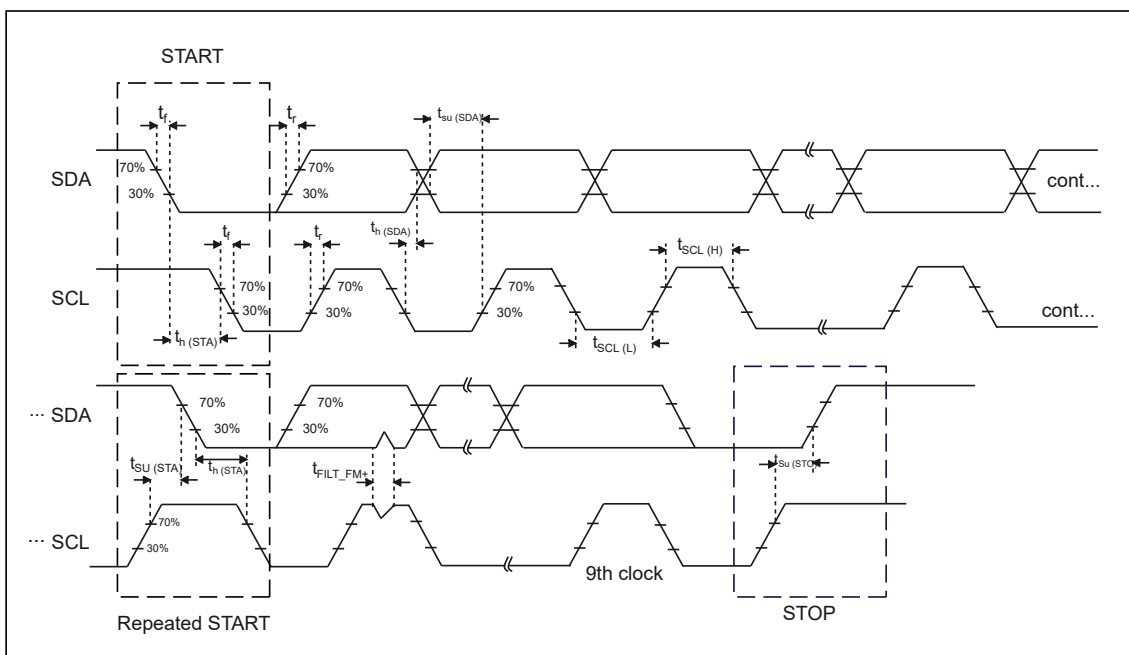 START
tf
tr
tsu (SDA)
70%
30%
SDA
70%
30%
cont...
tf
tr
th (SDA)
tSCL (H)
SCL
70%
30%
70%
30%
70%
30%
cont...
th (STA)
tSCL (L)
··· SDA
70%
30%
70%
30%
tSU (STA)
th (STA)
tFILT_FM+
tSu (STO
··· SCL
70%
30%
9th clock
Repeated START
STOP